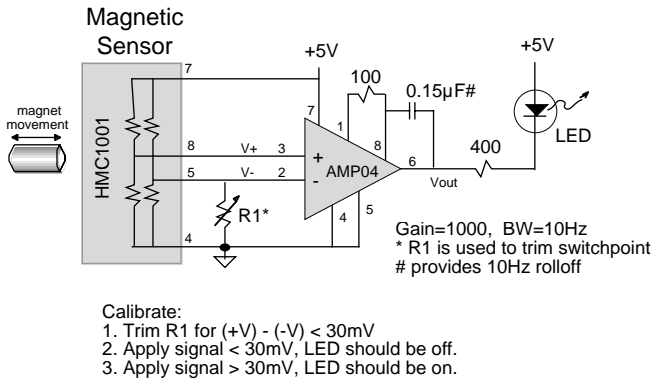 Magnetic
Sensor
+5V
+5V
7
100
0.15µF#
magnet
movement
7
1
8
LED
HMC1001
8
V+
3
+
AMP04
6
400
5
V-
2
-
Vout
R1*
4
5
4
Gain=1000, BW=10Hz
* R1 is used to trim switchpoint
# provides 10Hz rolloff
Calibrate:
1. Trim R1 for (+V) - (-V) < 30mV
2. Apply signal < 30mV, LED should be off.
3. Apply signal > 30mV, LED should be on.